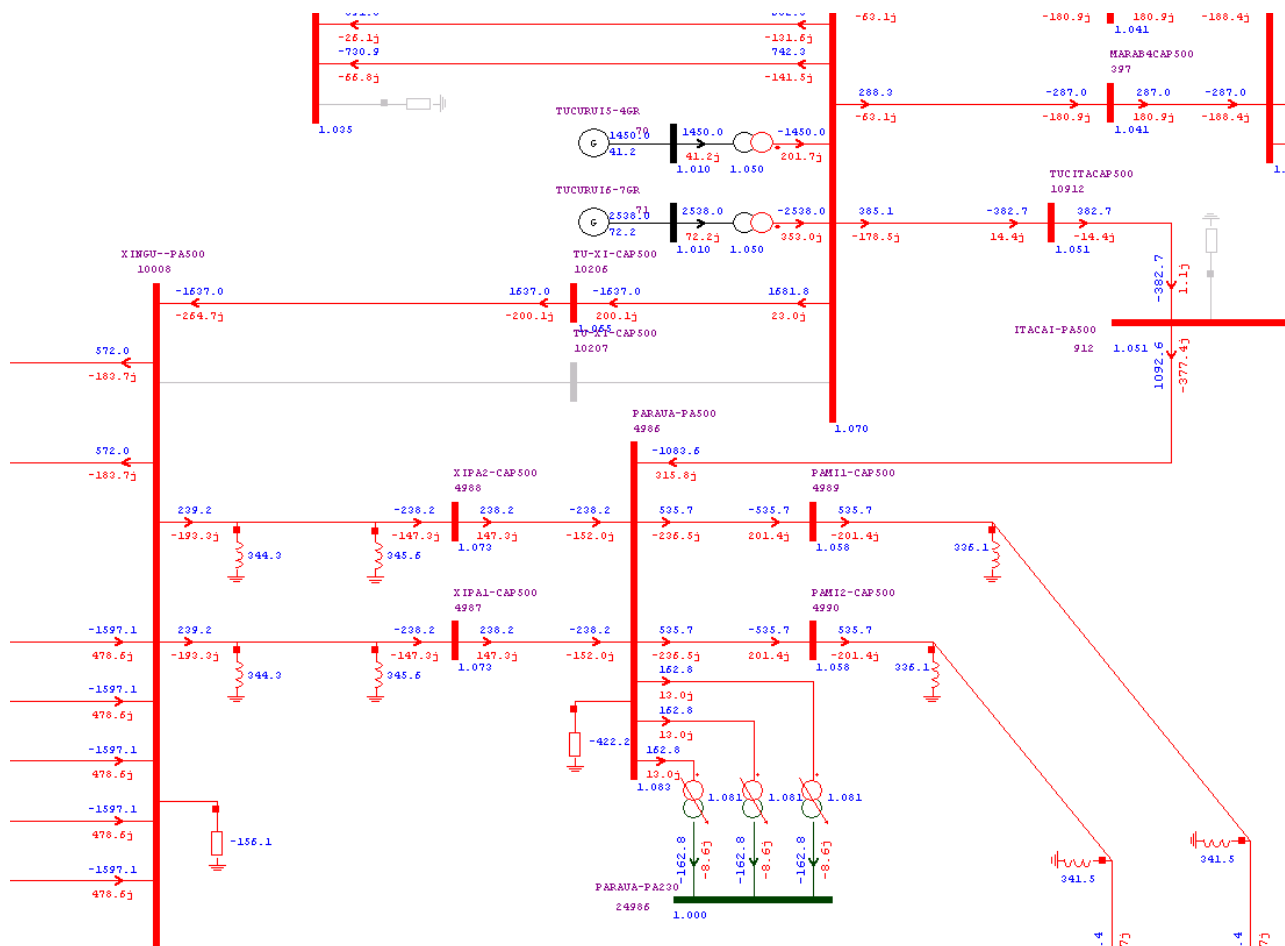 -63.1j
-180.9j 180.9j -188.4j
1.041
-26.1j
-131.6j
-730.9
742.3
-66.8j
-141.5j
MARAB4CAP500
397
288.3
-287.0 287.0 -287.0
-63.1j
-180.9j 180.9j -188.4j
1.041
1.035
TUCURUI5-4GR
70
G
1450.0 1450.0 -1450.0
41.2 41.2j 201.7j
1.010 1.050
TUCITACAP500
10912
TUCURUI6-7GR
71
G
2538.0 2538.0 -2538.0
72.2 72.2j 353.0j
1.010 1.050
385.1
-382.7 382.7
-178.5j
14.4j -14.4j
1.051
XINGU--PA500
10008
TU-XI-CAP500
10206
-1637.0
1637.0 -1637.0
1681.8
-264.7j
-200.1j 200.1j
23.0j
1.065
-382.7
1.1j
TU-XI-CAP500
10207
ITACAI-PA500
912
1.051
1092.6
-377.4j
572.0
-183.7j
1.070
PARAUA-PA500
4986
-1083.6
315.8j
572.0
-183.7j
XIPA2-CAP500
4988
PAMI1-CAP500
4989
239.2
-238.2 238.2 -238.2
535.7
-535.7 535.7
-193.3j
-147.3j 147.3j -152.0j
-236.5j
201.4j -201.4j
1.073
1.058
344.3
345.6
336.1
XIPA1-CAP500
4987
PAMI2-CAP500
4990
-1597.1
239.2
-238.2 238.2 -238.2
535.7
-535.7 535.7
478.6j
-193.3j
-147.3j 147.3j -152.0j
-236.5j
201.4j -201.4j
1.073
1.058
344.3
345.6
336.1
162.8
13.0j
-1597.1
478.6j
162.8
13.0j
-422.2
-1597.1
478.6j
162.8
13.0j
1.083
1.081 1.081 1.081
-1597.1
478.6j
-156.1
-162.8 -8.6j -162.8 -8.6j -162.8 -8.6j
341.5
341.5
-1597.1
478.6j
PARAUA-PA230
24986
1.000